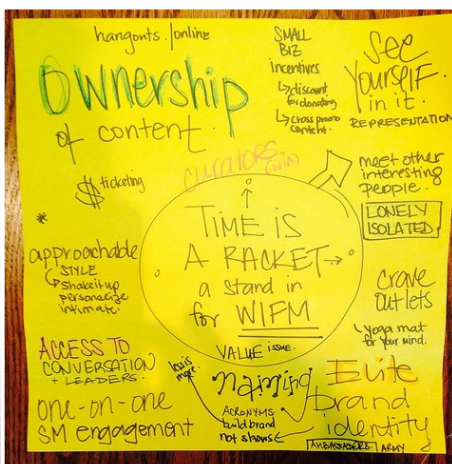 hangouts./online
OWNERSHIP
of content.
$ ticketing
*
SMALL
BIZ
incentives
↳ discount
for donating
↳ cross promo
content.
See
YOURSELF
in it.
REPRESENTATION
curators (win)
meet other
interesting
people.
LONELY
ISOLATED
TIME IS
A RACKET →
a stand in
for WIFM
VALUE issue.
approachable
STYLE
↳ shake it up
personalize
intimate.
crave
outlets
↳ yoga mat
for your mind.
ACCESS TO
CONVERSATION
+ LEADERS.
one-on-one
SM engagement
less is
more.
Nailing
ACRONYMS
build brand
not share
Elite
brand
identity
AMBASSADORS
ARMY